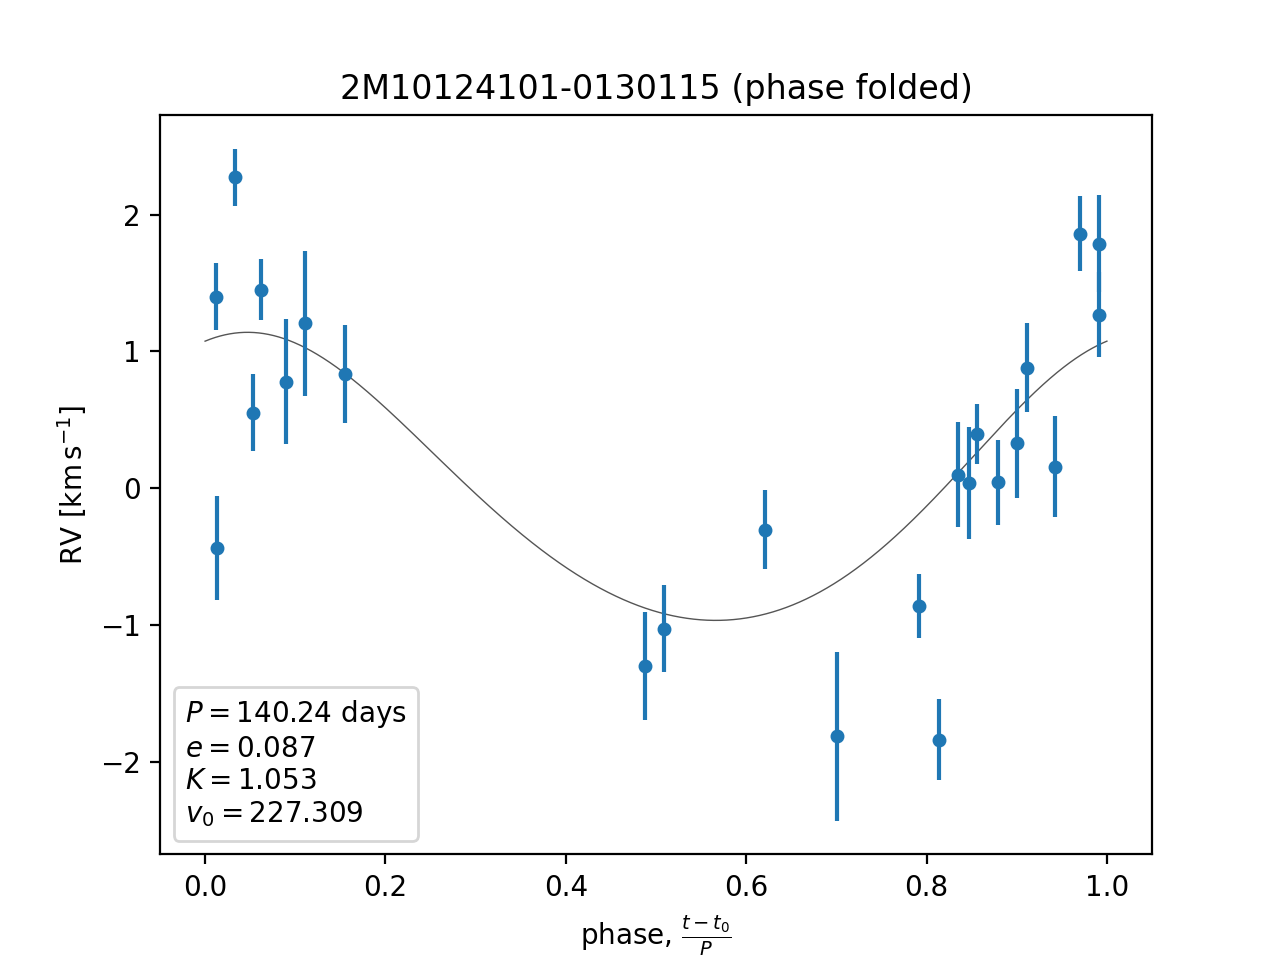 2M10124101-0130115 (phase folded)
RV [km s⁻¹]
2
1
0
−1
−2
P = 140.24 days
e = 0.087
K = 1.053
v₀ = 227.309
0.0 0.2 0.4 0.6 0.8 1.0
phase, (t − t₀)/P